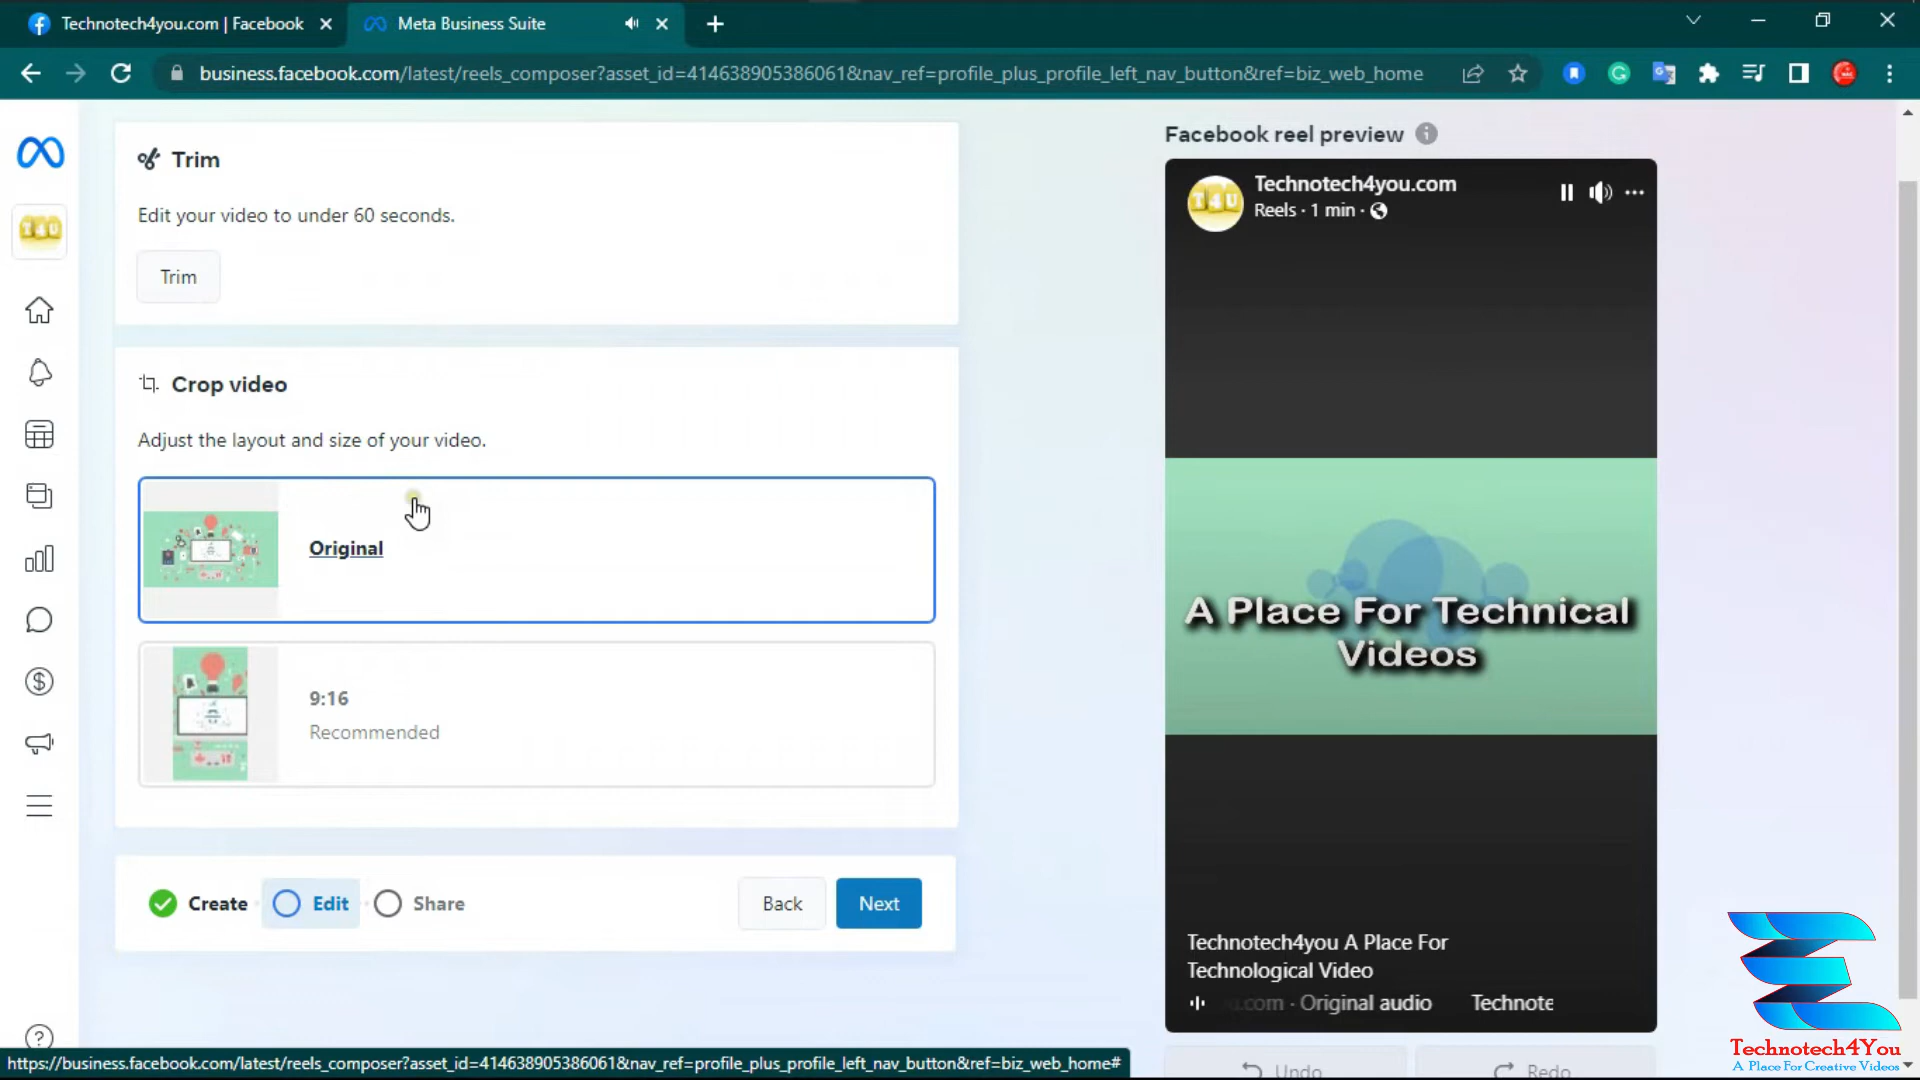 Technotech4you.com | Facebook
Meta Business Suite
business.facebook.com/latest/reels_composer?asset_id=414638905386061&nav_ref=profile_plus_profile_left_nav_button&ref=biz_web_home
Trim
Edit your video to under 60 seconds.
Trim
Crop video
Adjust the layout and size of your video.
Original
9:16
Recommended
Create
Edit
Share
Back
Next
Facebook reel preview
T4U
Technotech4you.com
Reels · 1 min ·
A Place For Technical
Videos
Technotech4you A Place For
Technological Video
.com · Original audio
Technote
Undo
Redo
T4U
https://business.facebook.com/latest/reels_composer?asset_id=414638905386061&nav_ref=profile_plus_profile_left_nav_button&ref=biz_web_home#
Technotech4You
A Place For Creative Videos